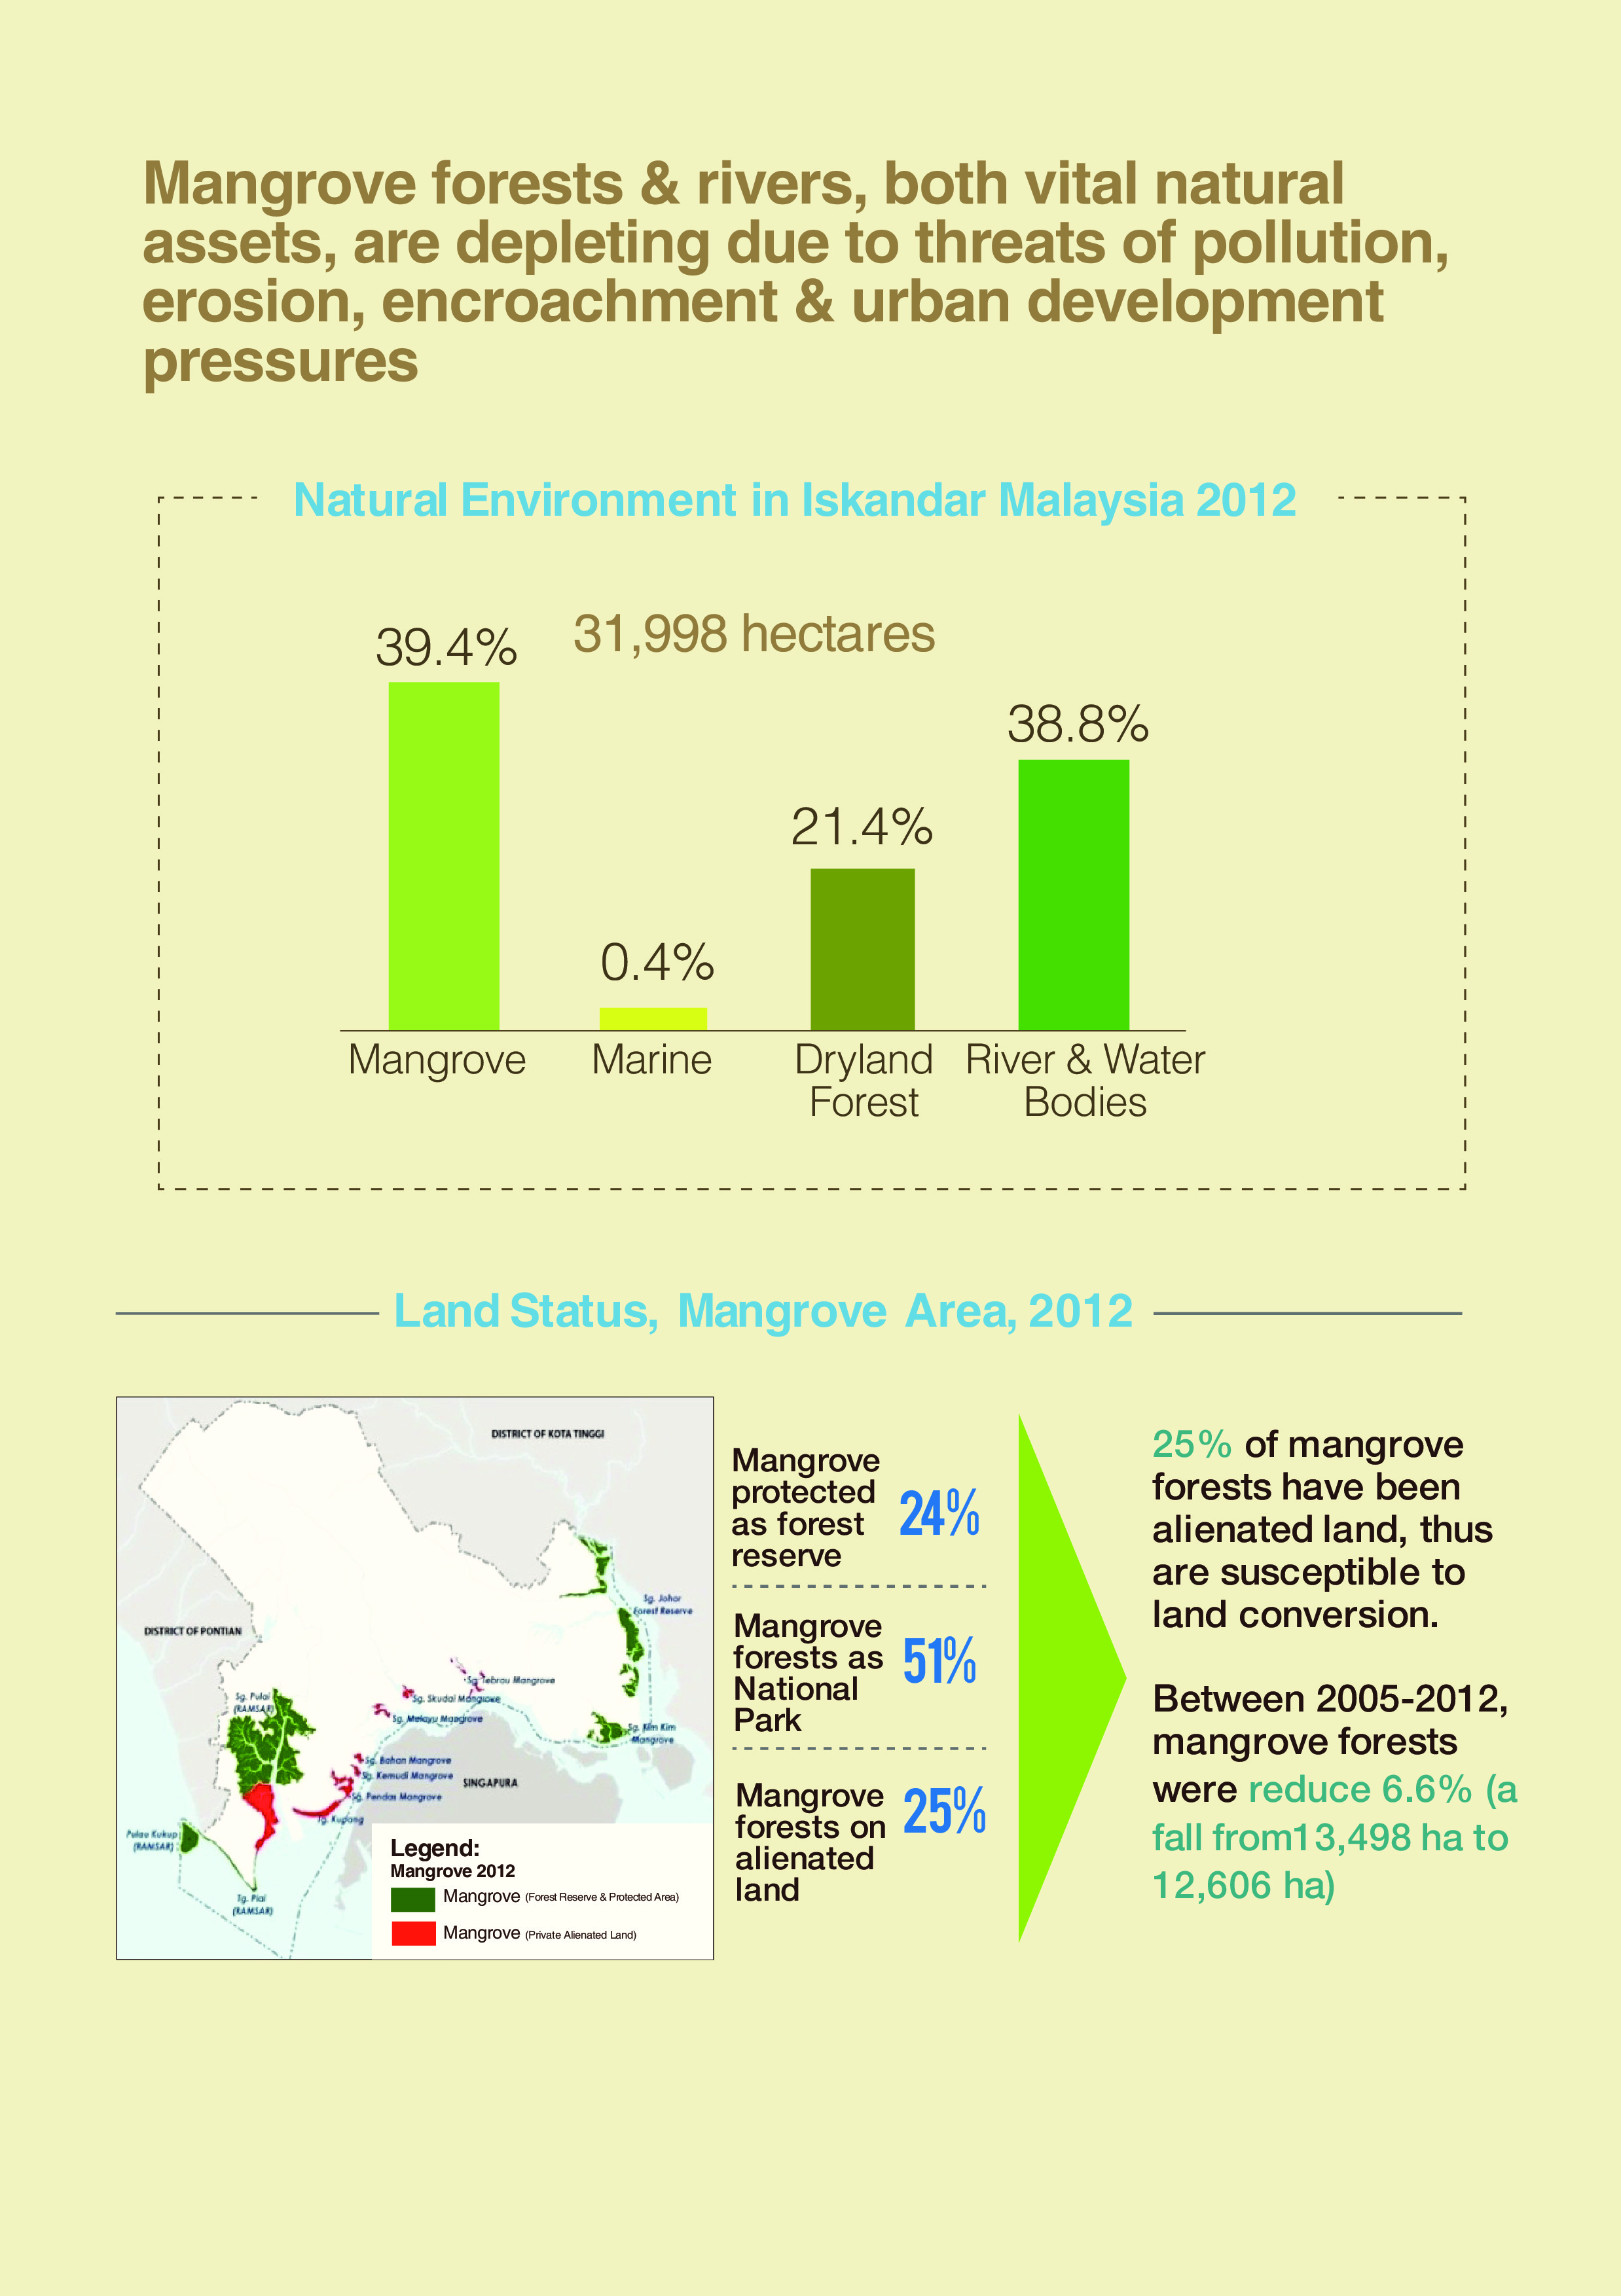 Mangrove forests & rivers, both vital natural
assets, are depleting due to threats of pollution,
erosion, encroachment & urban development
pressures
Natural Environment in Iskandar Malaysia 2012
31,998 hectares
39.4%
0.4%
21.4%
38.8%
Mangrove
Marine
Dryland
Forest
River & Water
Bodies
Land Status, Mangrove Area, 2012
DISTRICT OF KOTA TINGGI
DISTRICT OF PONTIAN
Sg. Johor
Forest Reserve
Sg. Tebrau Mangrove
Sg. Skudai Mangrove
Sg. Melayu Mangrove
Sg. Pulai
(RAMSAR)
Sg. Kim Kim
Mangrove
Sg. Bahan Mangrove
Sg. Kemudi Mangrove
SINGAPURA
Sg. Pendas Mangrove
Tg. Kupang
Pulau Kukup
(RAMSAR)
Tg. Piai
(RAMSAR)
Legend:
Mangrove 2012
Mangrove (Forest Reserve & Protected Area)
Mangrove (Private Alienated Land)
Mangrove
protected
as forest
reserve
24%
Mangrove
forests as
National
Park
51%
Mangrove
forests on
alienated
land
25%
25% of mangrove
forests have been
alienated land, thus
are susceptible to
land conversion.
Between 2005-2012,
mangrove forests
were reduce 6.6% (a
fall from13,498 ha to
12,606 ha)